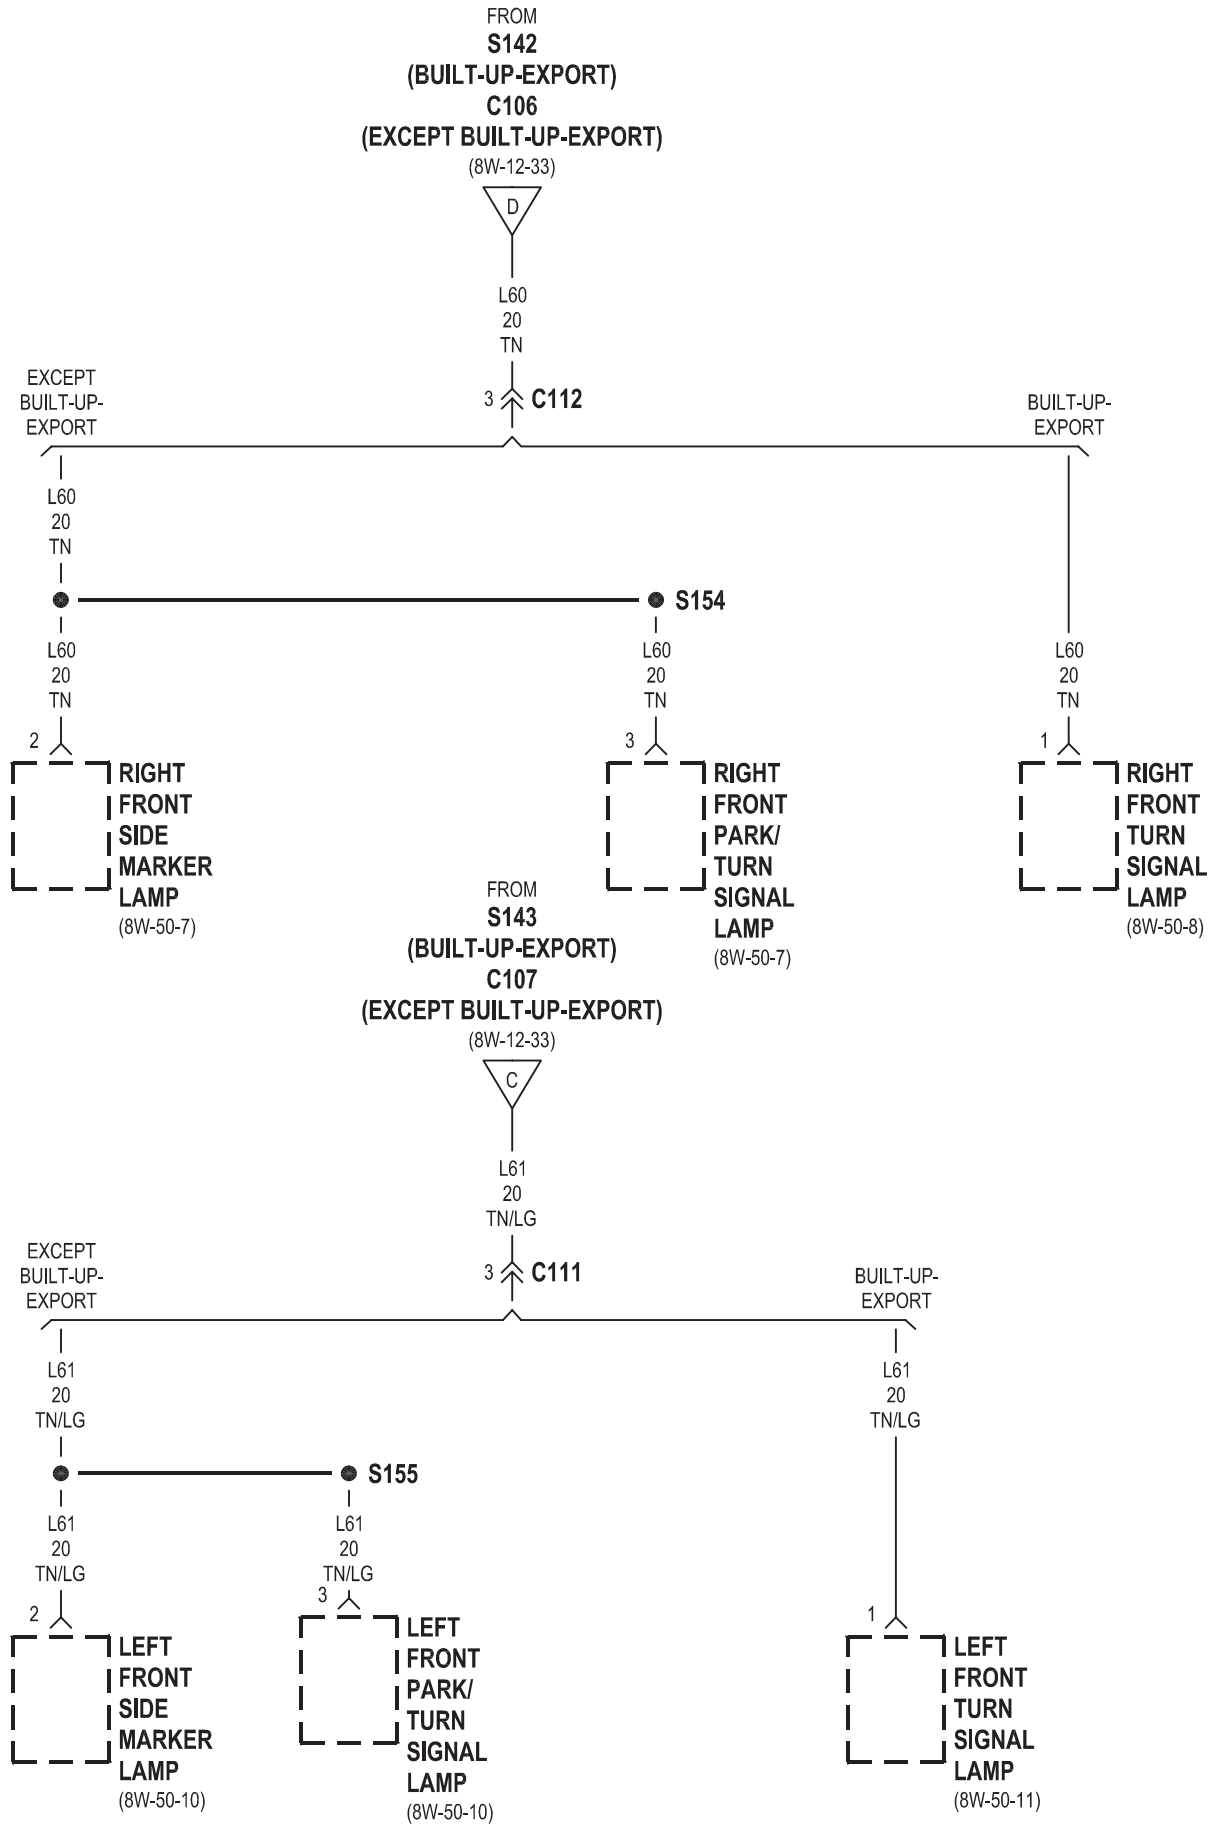 FROM
S142
(BUILT-UP-EXPORT)
C106
(EXCEPT BUILT-UP-EXPORT)
(8W-12-33)
D
L60
20
TN
3
C112
EXCEPT
BUILT-UP-
EXPORT
BUILT-UP-
EXPORT
L60
20
TN
S154
L60
20
TN
L60
20
TN
L60
20
TN
2
RIGHT
FRONT
SIDE
MARKER
LAMP
(8W-50-7)
3
RIGHT
FRONT
PARK/
TURN
SIGNAL
LAMP
(8W-50-7)
1
RIGHT
FRONT
TURN
SIGNAL
LAMP
(8W-50-8)
FROM
S143
(BUILT-UP-EXPORT)
C107
(EXCEPT BUILT-UP-EXPORT)
(8W-12-33)
C
L61
20
TN/LG
3
C111
EXCEPT
BUILT-UP-
EXPORT
BUILT-UP-
EXPORT
L61
20
TN/LG
L61
20
TN/LG
S155
L61
20
TN/LG
L61
20
TN/LG
2
LEFT
FRONT
SIDE
MARKER
LAMP
(8W-50-10)
3
LEFT
FRONT
PARK/
TURN
SIGNAL
LAMP
(8W-50-10)
1
LEFT
FRONT
TURN
SIGNAL
LAMP
(8W-50-11)